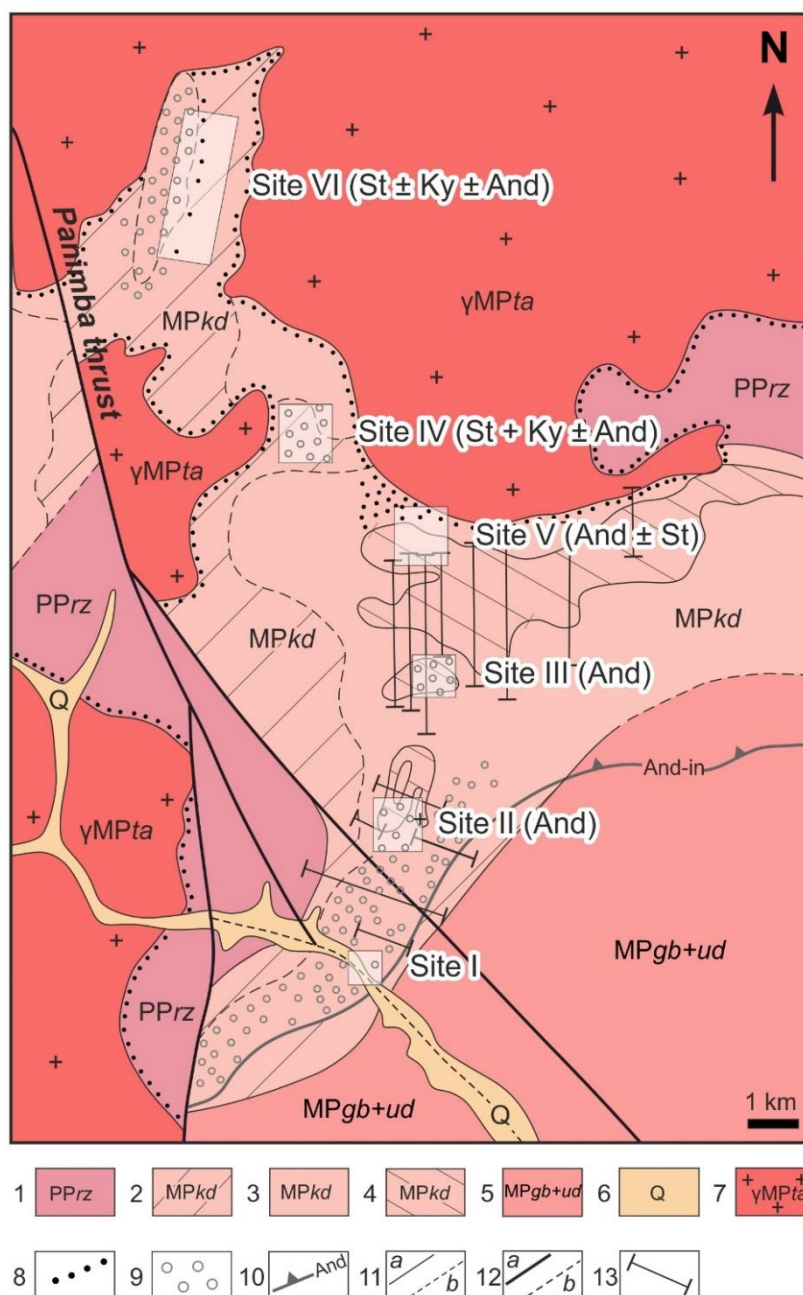 N
Site VI (St ± Ky ± And)
Panimba thrust
MPkd
γMPta
PPrz
Site IV (St + Ky ± And)
γMPta
Site V (And ± St)
PPrz
MPkd
MPkd
Site III (And)
Q
And-in
γMPta
Site II (And)
MPgb+ud
Site I
PPrz
MPgb+ud
Q
1 km
1 PPrz 2 MPkd 3 MPkd 4 MPkd 5 MPgb+ud 6 Q 7 γMPta
8 9 10 And 11 a b 12 a b 13